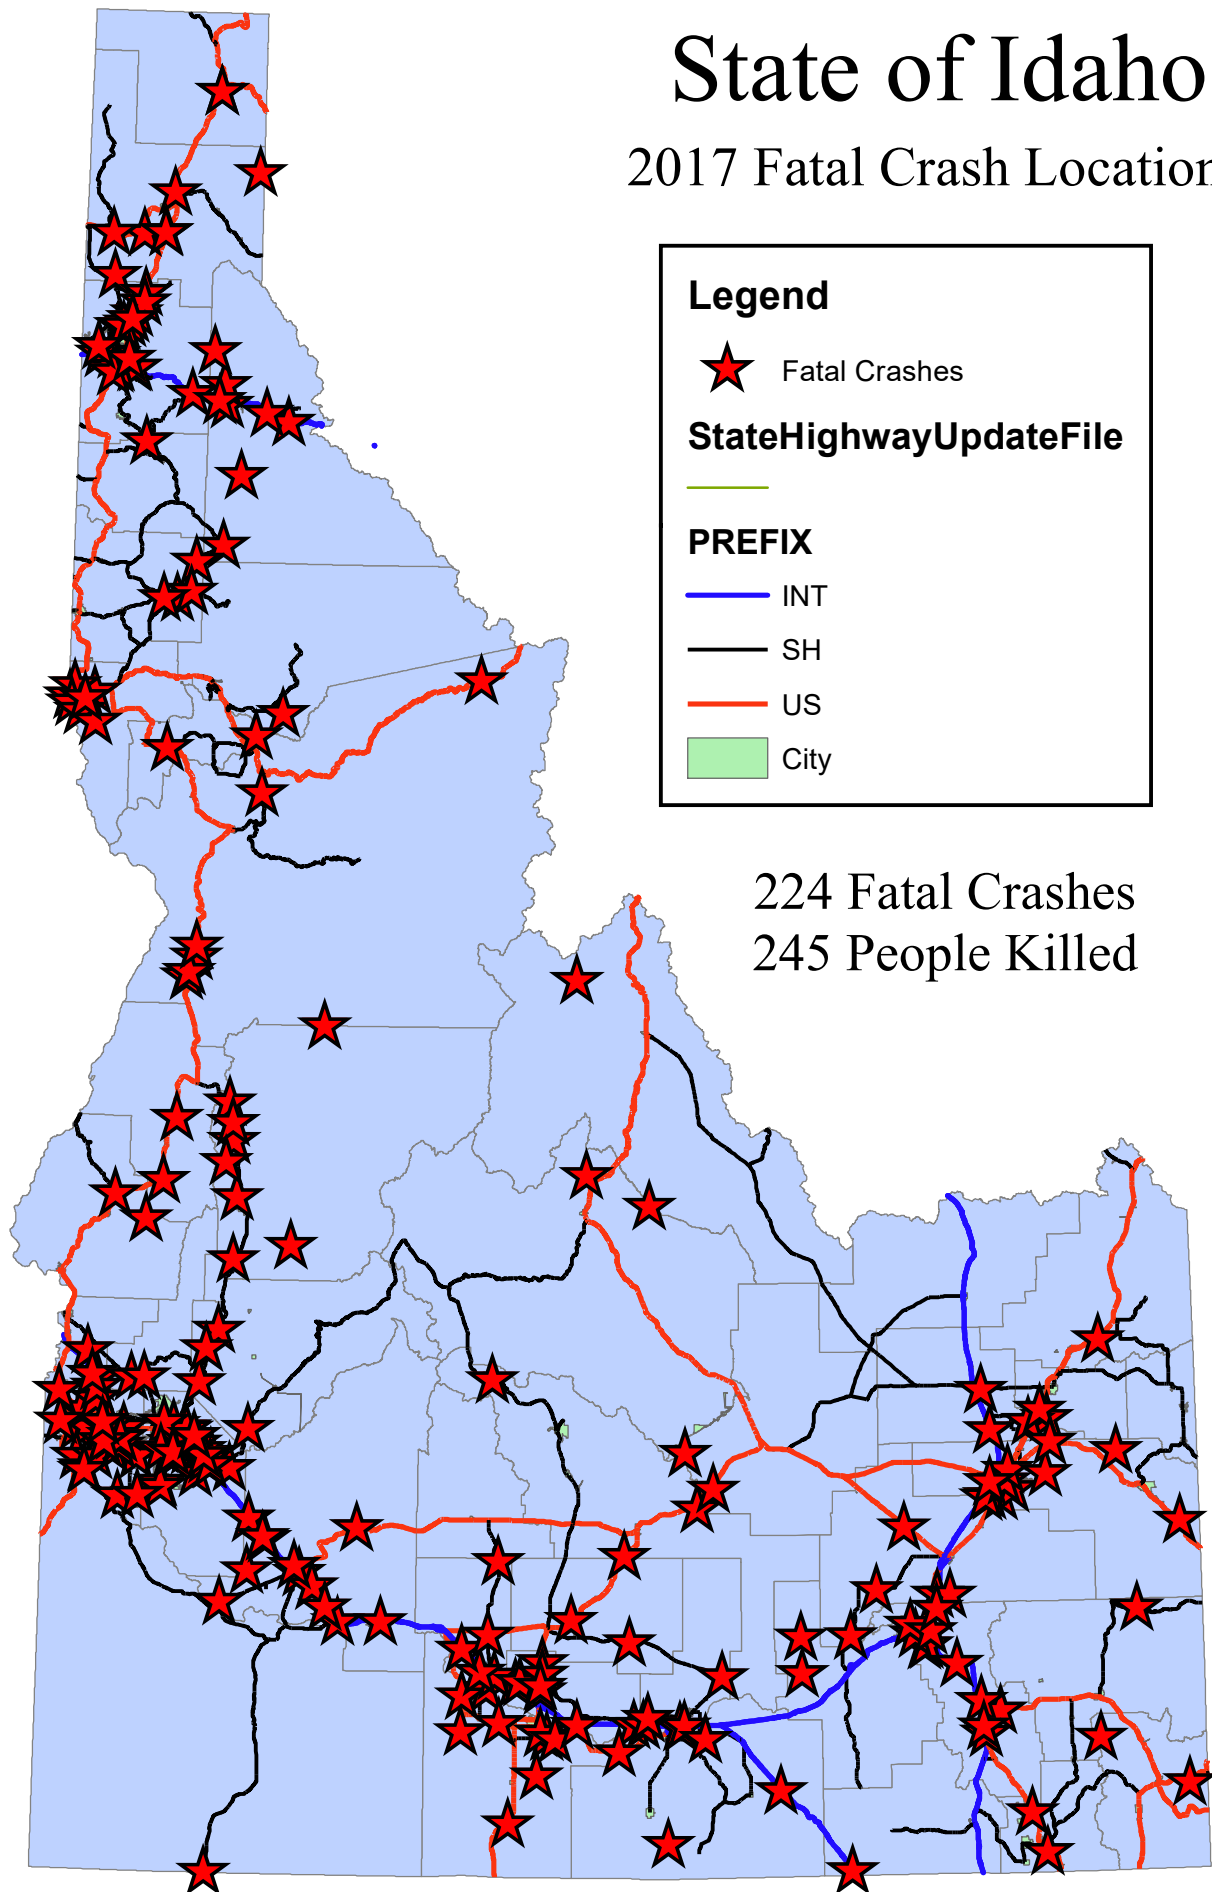 State of Idaho
2017 Fatal Crash Location
Legend
Fatal Crashes
StateHighwayUpdateFile
PREFIX
INT
SH
US
City
224 Fatal Crashes
245 People Killed